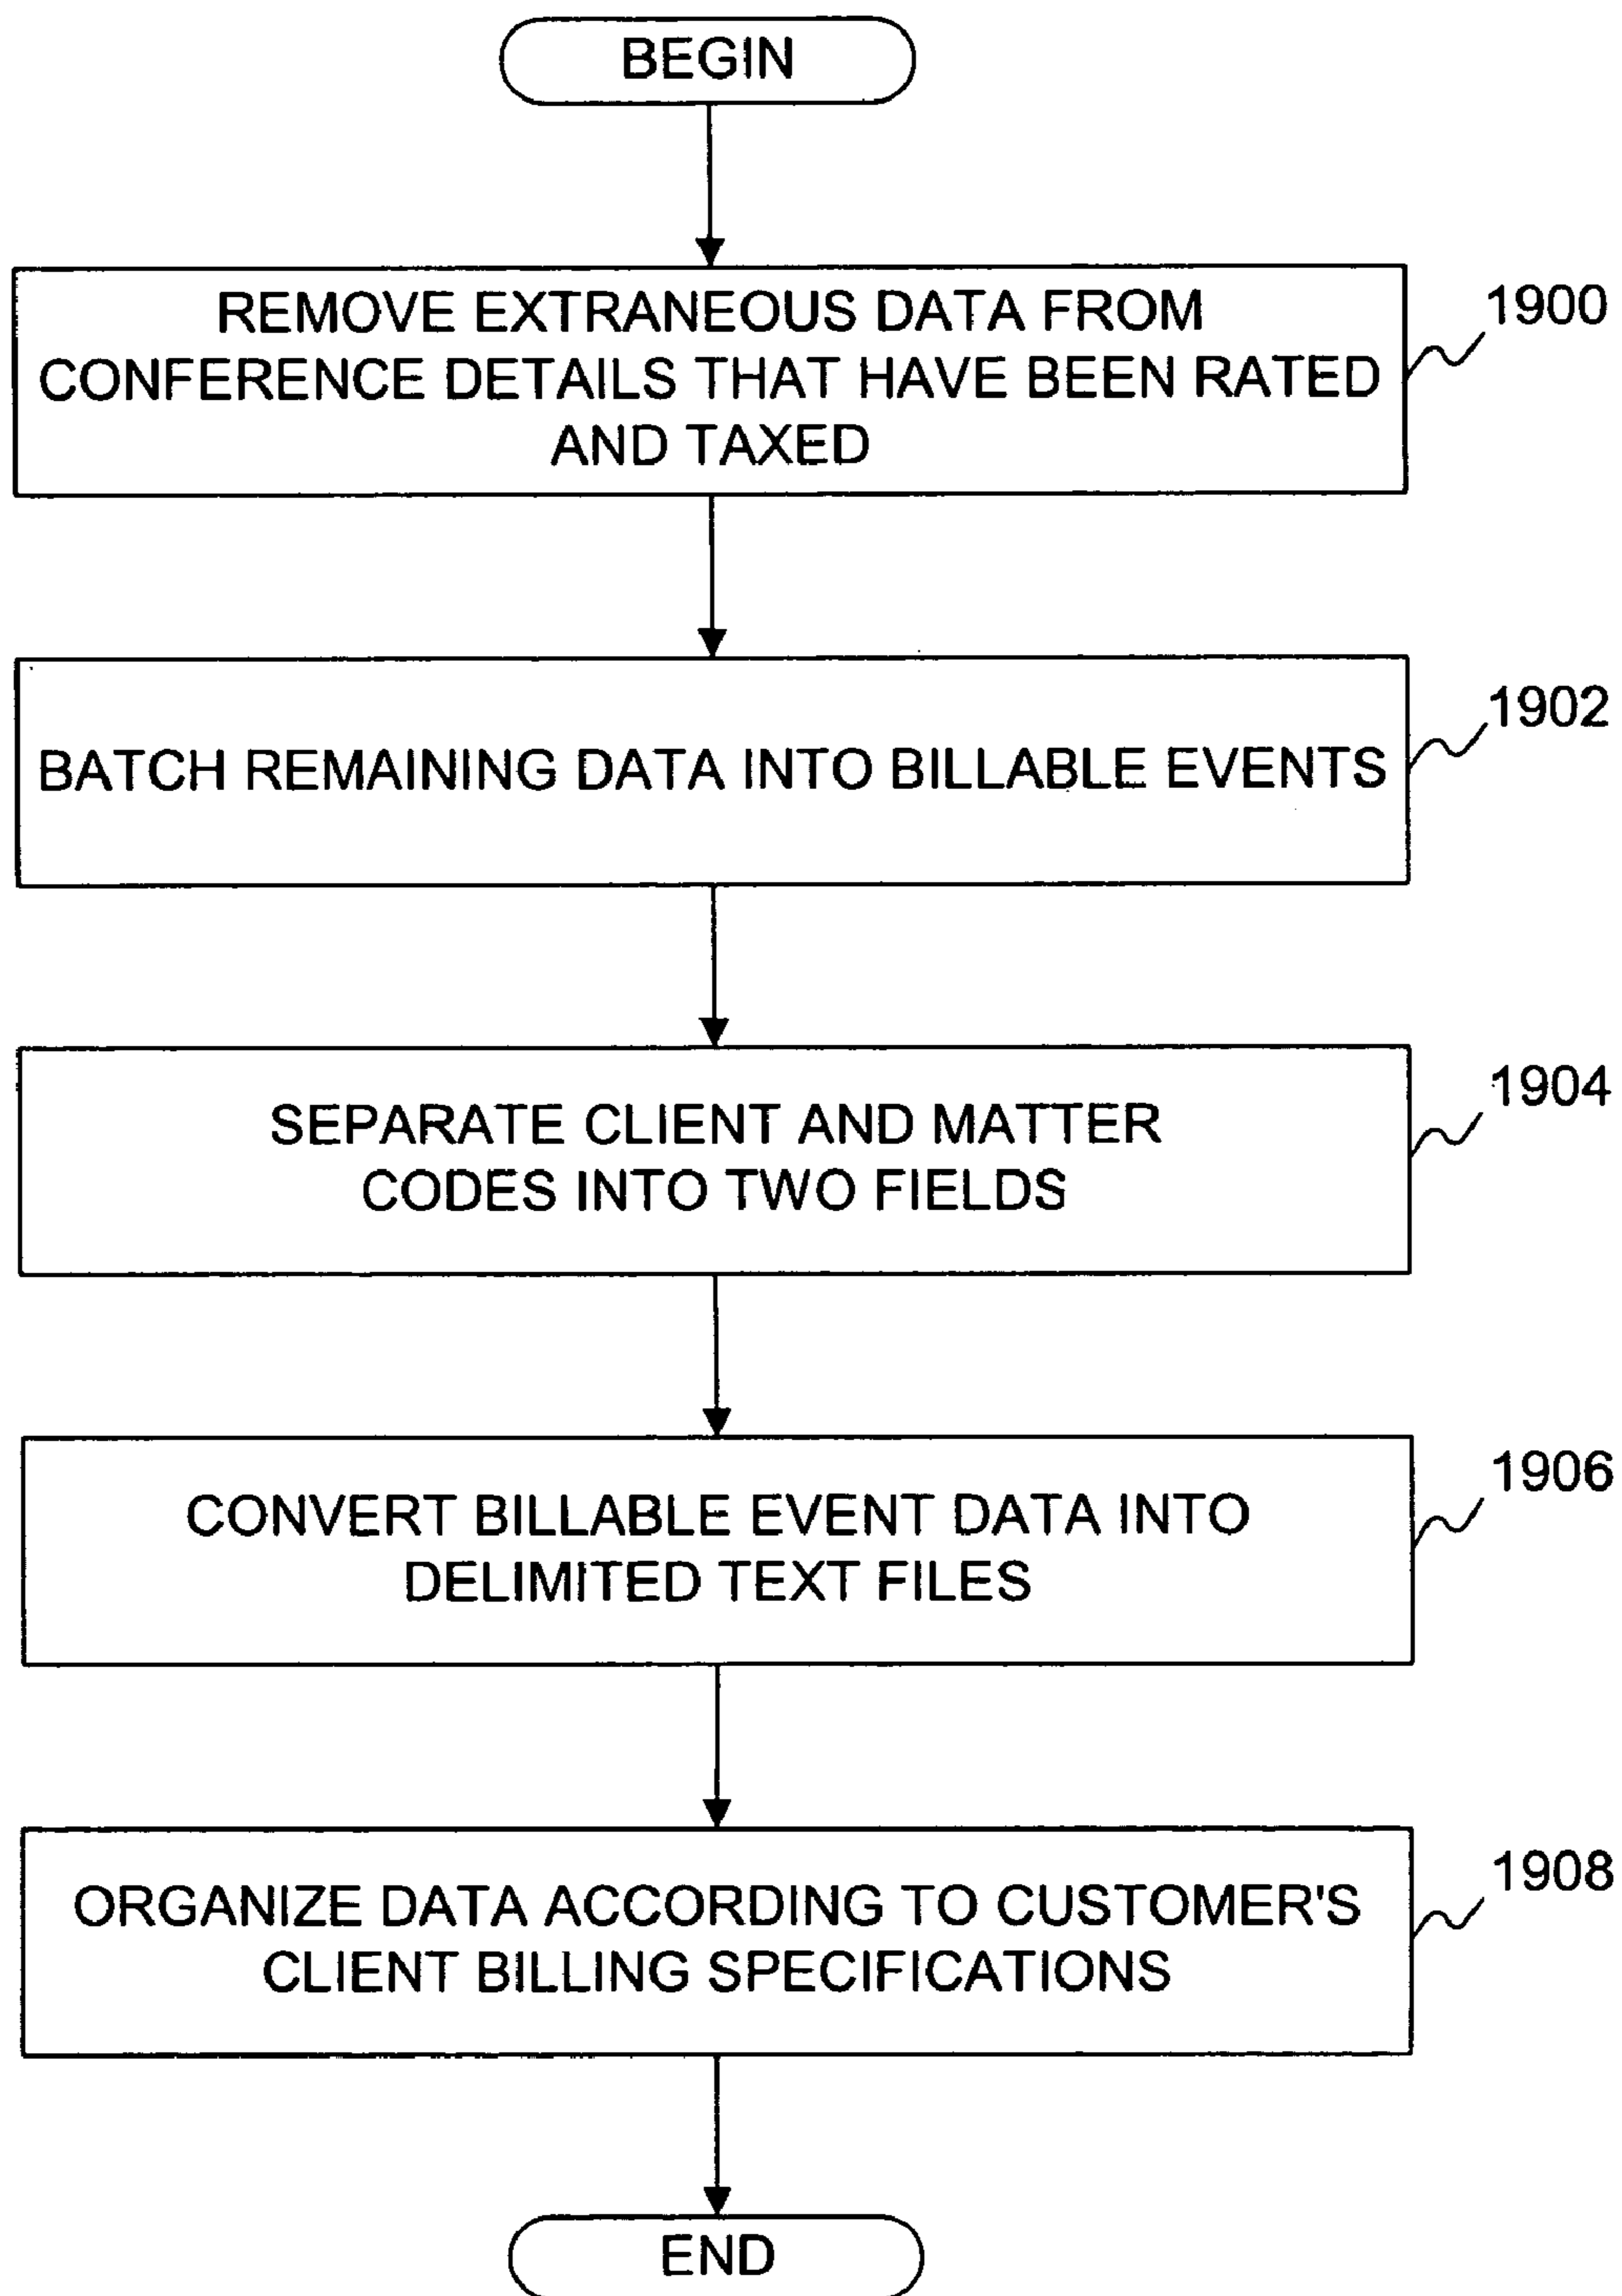 BEGIN
REMOVE EXTRANEOUS DATA FROM
CONFERENCE DETAILS THAT HAVE BEEN RATED
AND TAXED
1900
BATCH REMAINING DATA INTO BILLABLE EVENTS
1902
SEPARATE CLIENT AND MATTER
CODES INTO TWO FIELDS
1904
CONVERT BILLABLE EVENT DATA INTO
DELIMITED TEXT FILES
1906
ORGANIZE DATA ACCORDING TO CUSTOMER'S
CLIENT BILLING SPECIFICATIONS
1908
END